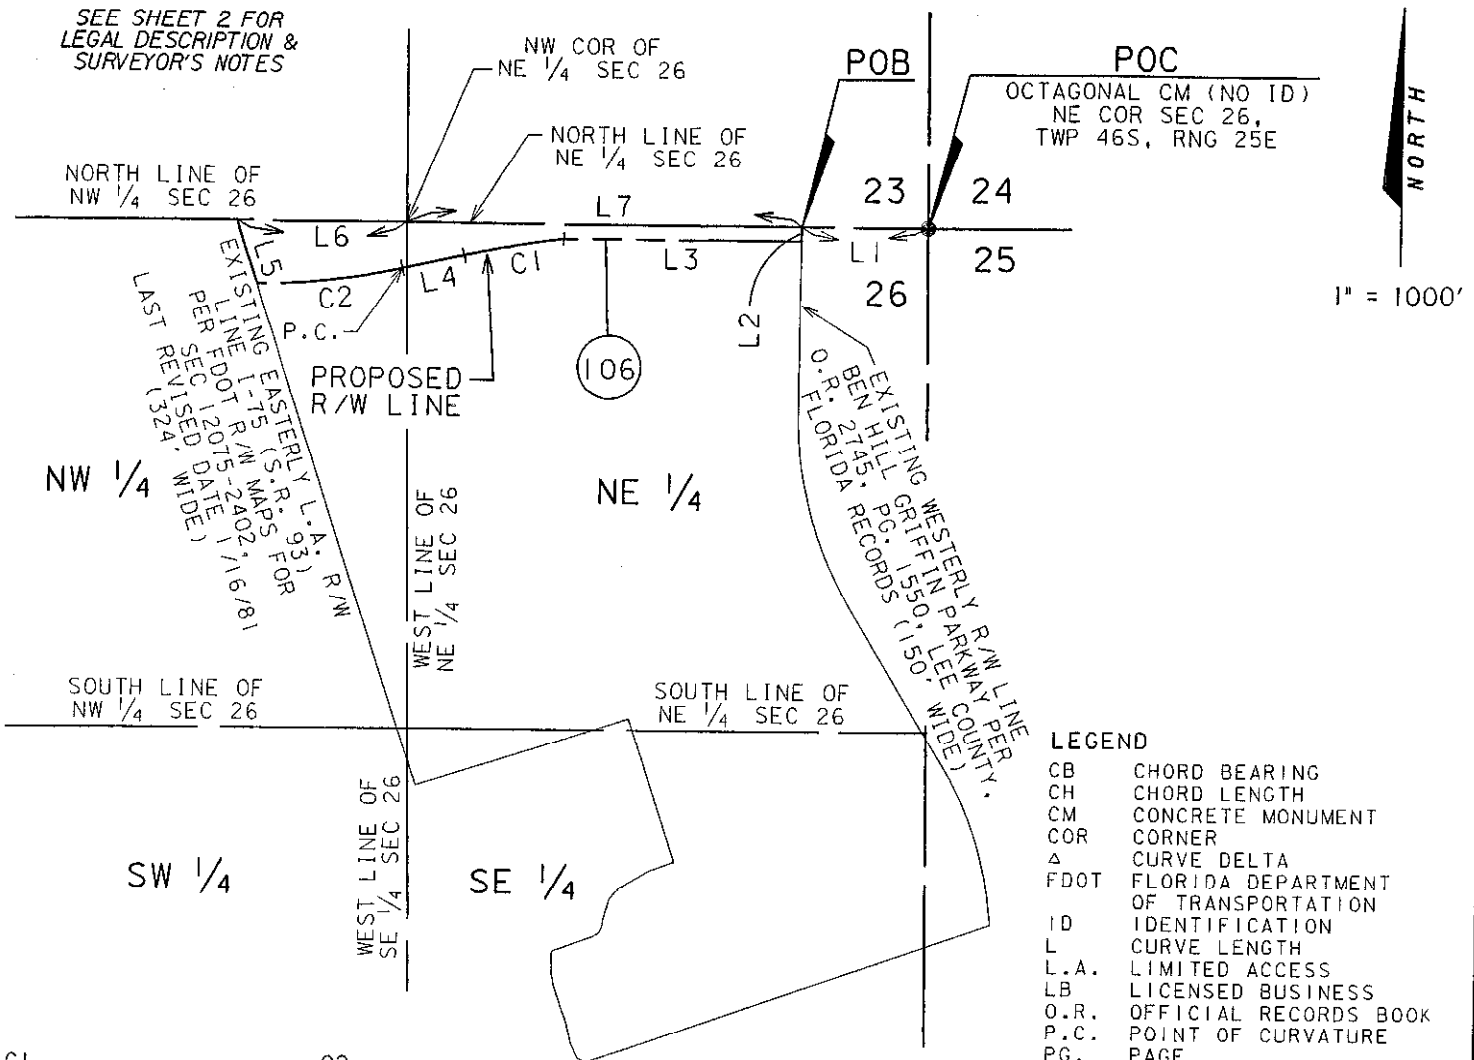 SEE SHEET 2 FOR
LEGAL DESCRIPTION &
SURVEYOR'S NOTES
NW COR OF
NE 1/4 SEC 26
POB
POC
OCTAGONAL CM (NO ID)
NE COR SEC 26,
TWP 46S, RNG 25E
NORTH
1" = 1000'
NORTH LINE OF
NE 1/4 SEC 26
NORTH LINE OF
NW 1/4 SEC 26
23
24
L7
L6
L1
L5
L4
C1
L3
26
25
C2
L2
P.C.
106
PROPOSED
R/W LINE
EXISTING EASTERLY L.A. R/W
LINE I-75 (S.R. 93)
PER FDOT R/W MAPS FOR
SEC 12075-2402,
LAST REVISED DATE 1/16/81
(324' WIDE)
EXISTING WESTERLY R/W LINE
BEN HILL GRIFFIN PARKWAY PER
O.R. 2745, PG. 1550, LEE COUNTY,
FLORIDA RECORDS (150' WIDE)
NW 1/4
NE 1/4
WEST LINE OF
NE 1/4 SEC 26
SOUTH LINE OF
NW 1/4 SEC 26
SOUTH LINE OF
NE 1/4 SEC 26
WEST LINE OF
SE 1/4 SEC 26
SW 1/4
SE 1/4
LEGEND
CB CHORD BEARING
CH CHORD LENGTH
CM CONCRETE MONUMENT
COR CORNER
Δ CURVE DELTA
FDOT FLORIDA DEPARTMENT
OF TRANSPORTATION
ID IDENTIFICATION
L CURVE LENGTH
L.A. LIMITED ACCESS
LB LICENSED BUSINESS
O.R. OFFICIAL RECORDS BOOK
P.C. POINT OF CURVATURE
PG. PAGE